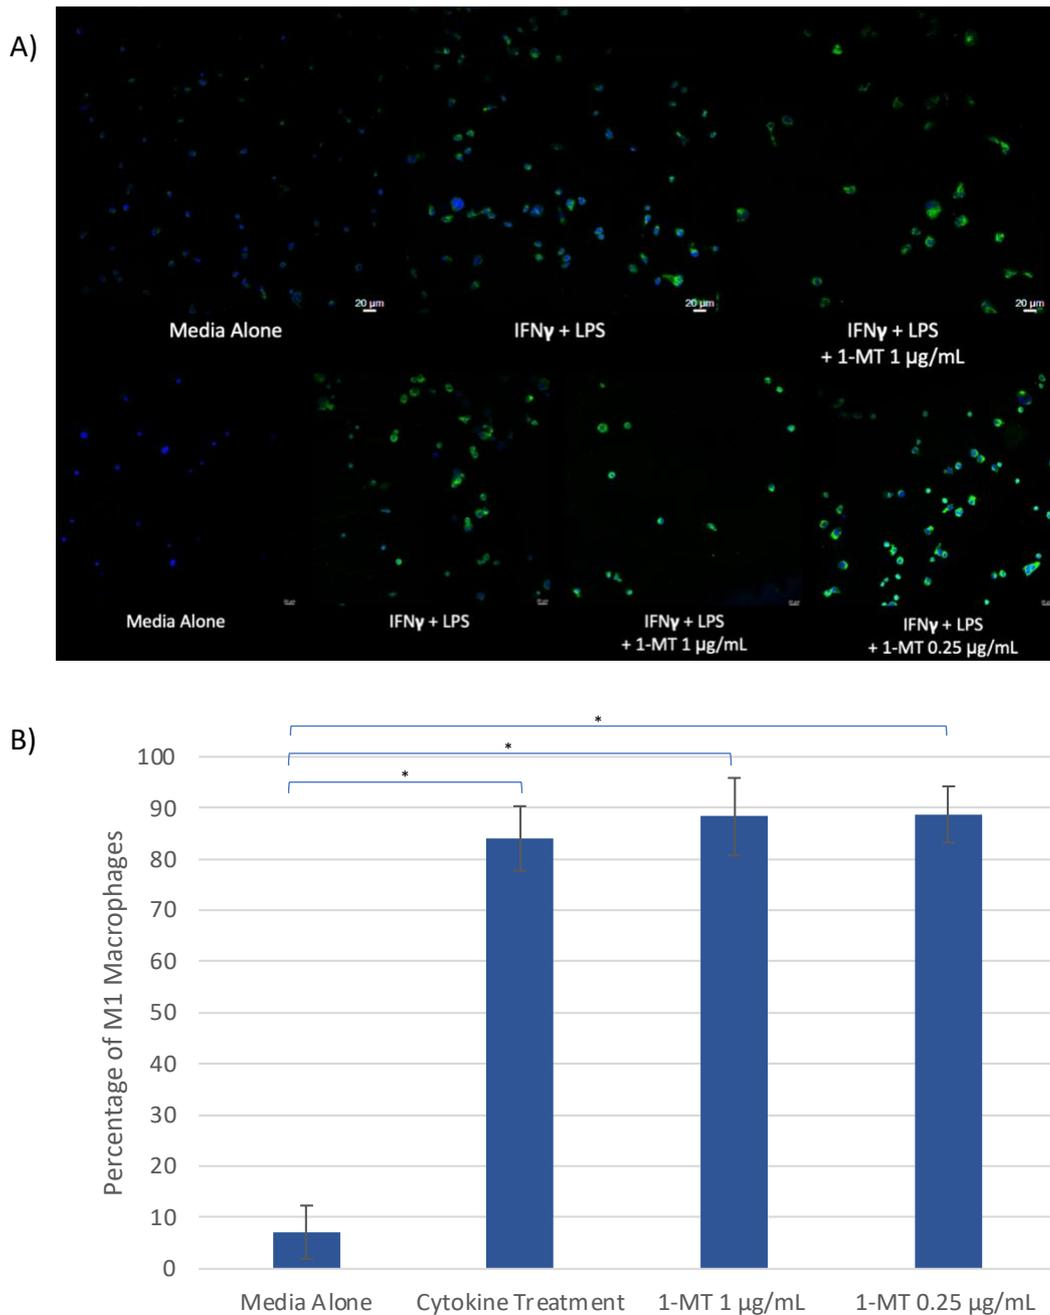 A)
20 µm
20 µm
20 µm
Media Alone
IFNγ + LPS
IFNγ + LPS
+ 1-MT 1 µg/mL
Media Alone
IFNγ + LPS
IFNγ + LPS
+ 1-MT 1 µg/mL
IFNγ + LPS
+ 1-MT 0.25 µg/mL
B)
*
*
*
100
90
80
70
60
50
40
30
20
10
0
Percentage of M1 Macrophages
Media Alone
Cytokine Treatment
1-MT 1 µg/mL
1-MT 0.25 µg/mL